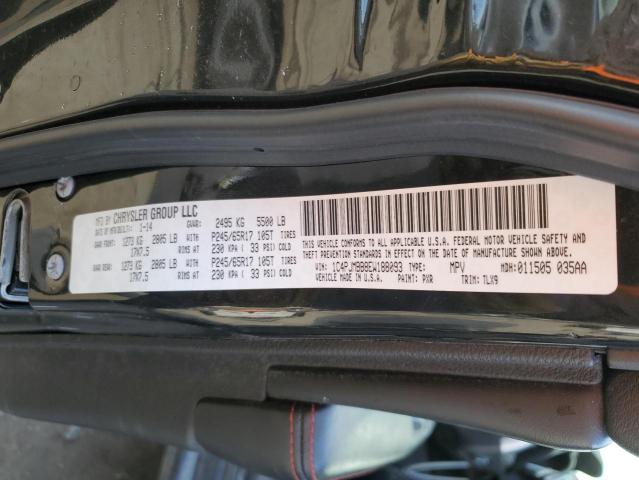 MFD BY CHRYSLER GROUP LLC
DATE OF MFR 1-14 GVWR: 2495 KG 5500 LB
GAWR FRONT 1273 KG 2805 LB WITH P245/65R17 105T TIRES
17X7.5 RIMS AT 230 KPA ( 33 PSI) COLD
GAWR REAR 1273 KG 2805 LB WITH P245/65R17 105T TIRES
17X7.5 RIMS AT 230 KPA ( 33 PSI) COLD
THIS VEHICLE CONFORMS TO ALL APPLICABLE U.S.A. FEDERAL MOTOR VEHICLE SAFETY AND
THEFT PREVENTION STANDARDS IN EFFECT ON THE DATE OF MANUFACTURE SHOWN ABOVE.
VEHICLE MADE IN U.S.A.
VIN: 1C4PJMBB8EW188093 TYPE: MPV MDH: 011505 035AA
PAINT: PXR TRIM: TLX9